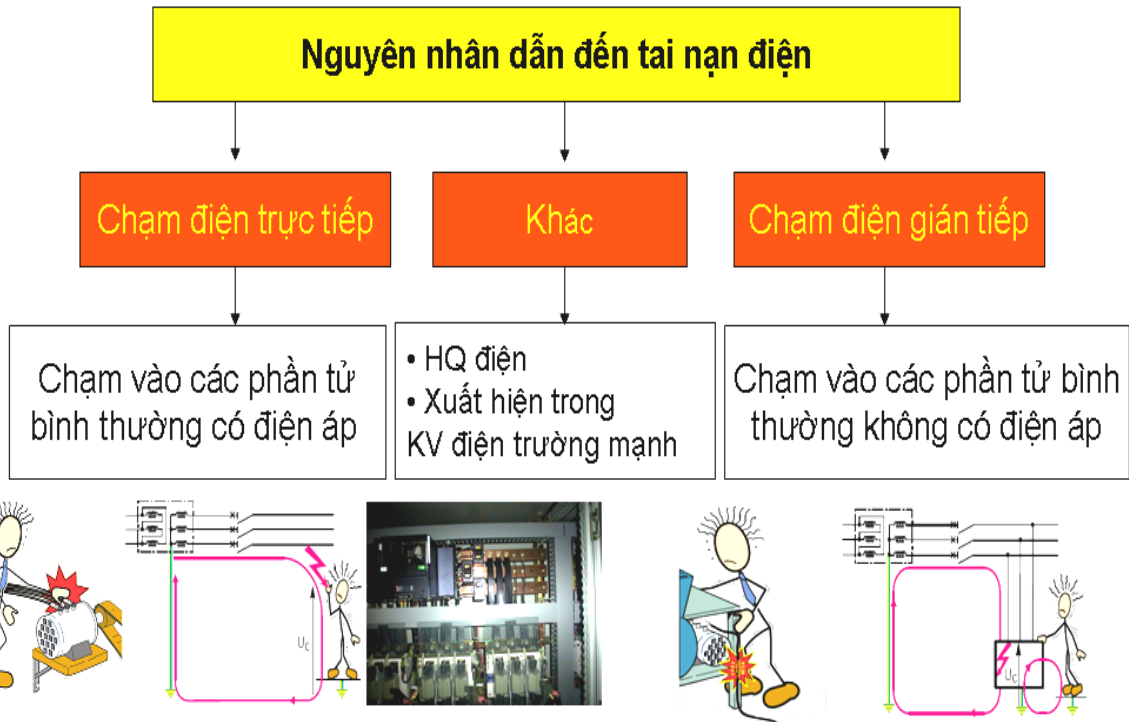 Nguyên nhân dẫn đến tai nạn điện
Chạm điện trực tiếp
Khác
Chạm điện gián tiếp
Chạm vào các phần tử
bình thường có điện áp
• HQ điện
• Xuất hiện trong
KV điện trường mạnh
Chạm vào các phần tử bình
thường không có điện áp
Uc
Uc